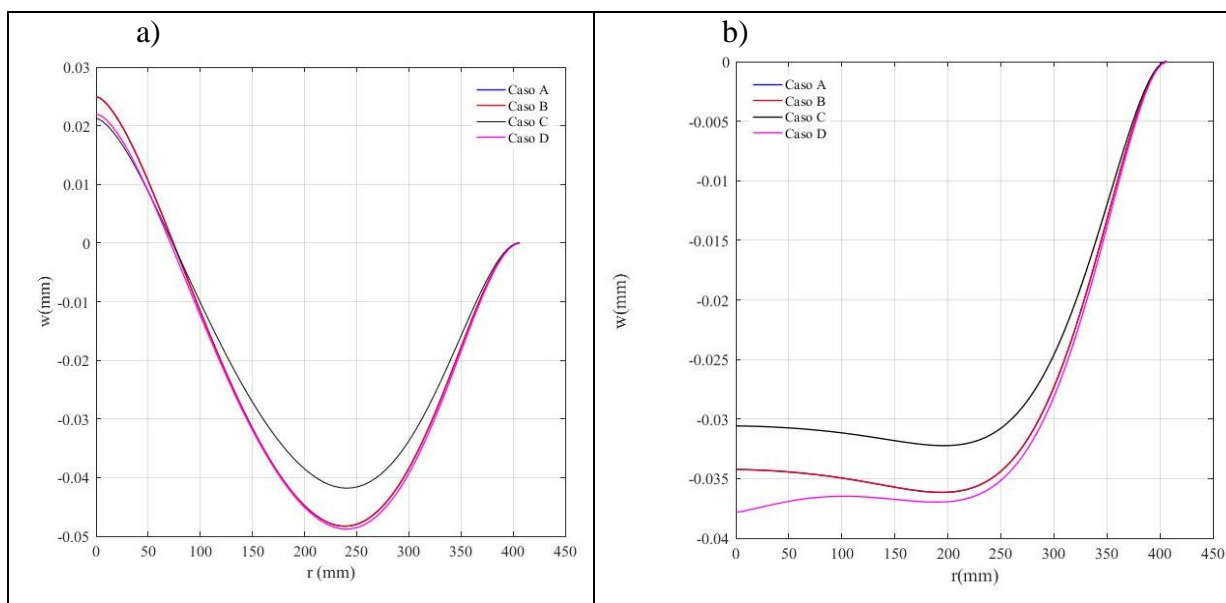 a)
0.03
0.02
0.01
0
-0.01
-0.02
-0.03
-0.04
-0.05
w(mm)
0 50 100 150 200 250 300 350 400 450
r (mm)
Caso A
Caso B
Caso C
Caso D
b)
0
-0.005
-0.01
-0.015
-0.02
-0.025
-0.03
-0.035
-0.04
w(mm)
0 50 100 150 200 250 300 350 400 450
r(mm)
Caso A
Caso B
Caso C
Caso D